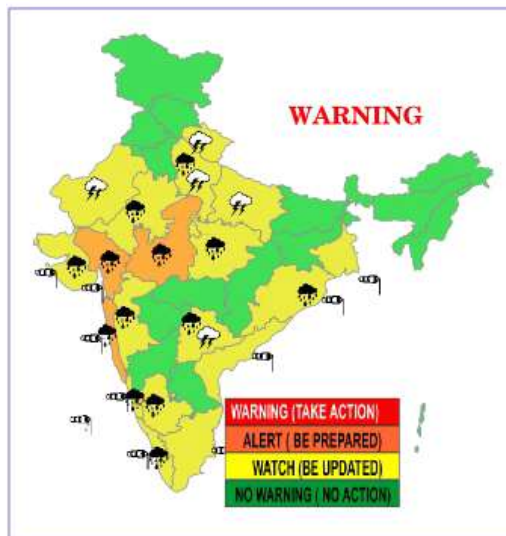 WARNING
WARNING (TAKE ACTION)
ALERT ( BE PREPARED)
WATCH (BE UPDATED)
NO WARNING ( NO ACTION)